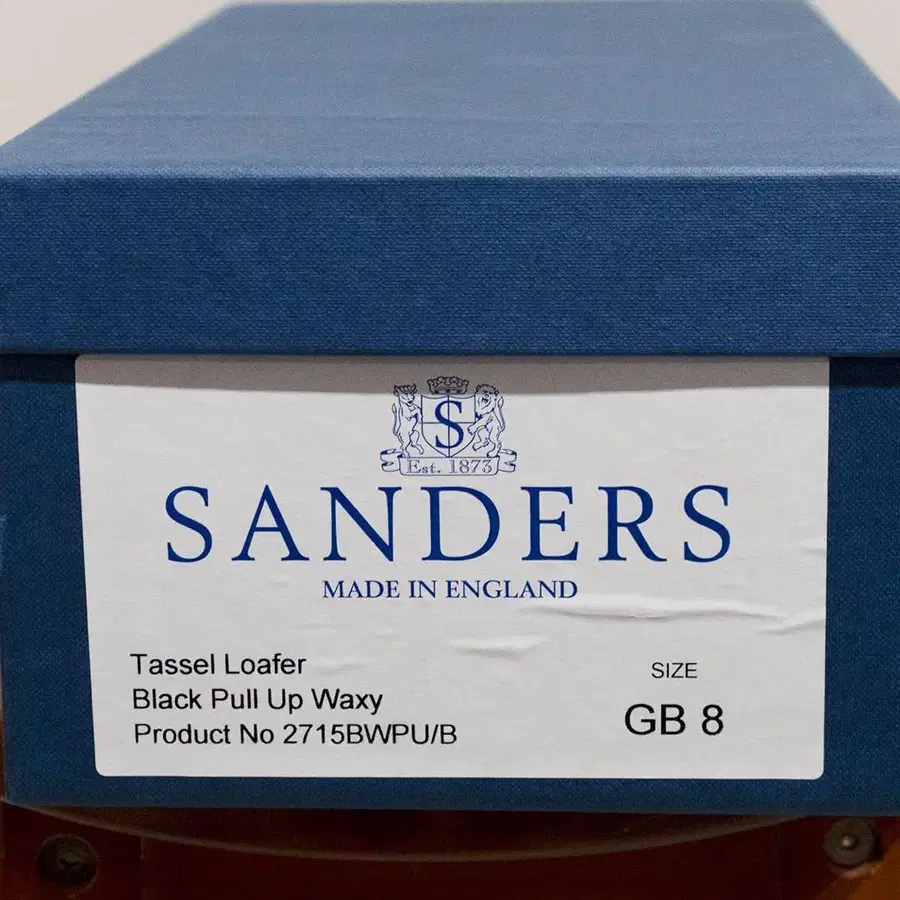 S
Est. 1873
SANDERS
MADE IN ENGLAND
Tassel Loafer
Black Pull Up Waxy
Product No 2715BWPU/B
SIZE
GB 8